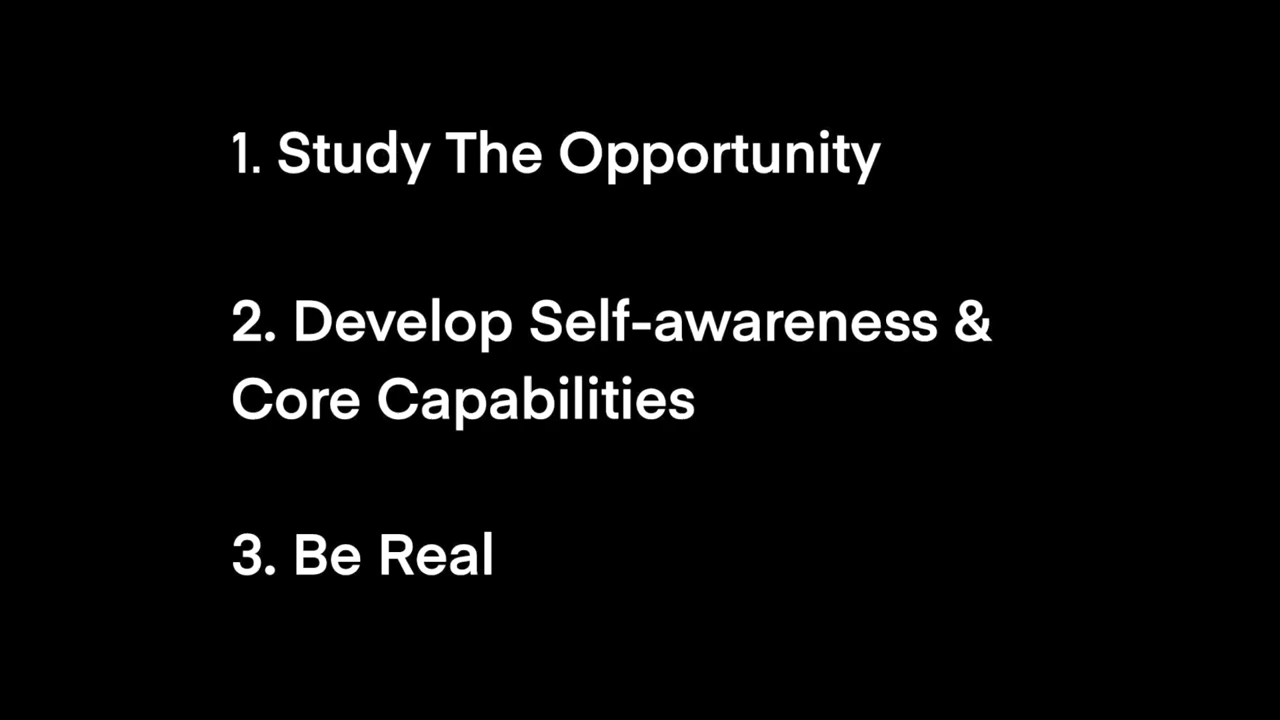 1. Study The Opportunity
2. Develop Self-awareness &
Core Capabilities
3. Be Real